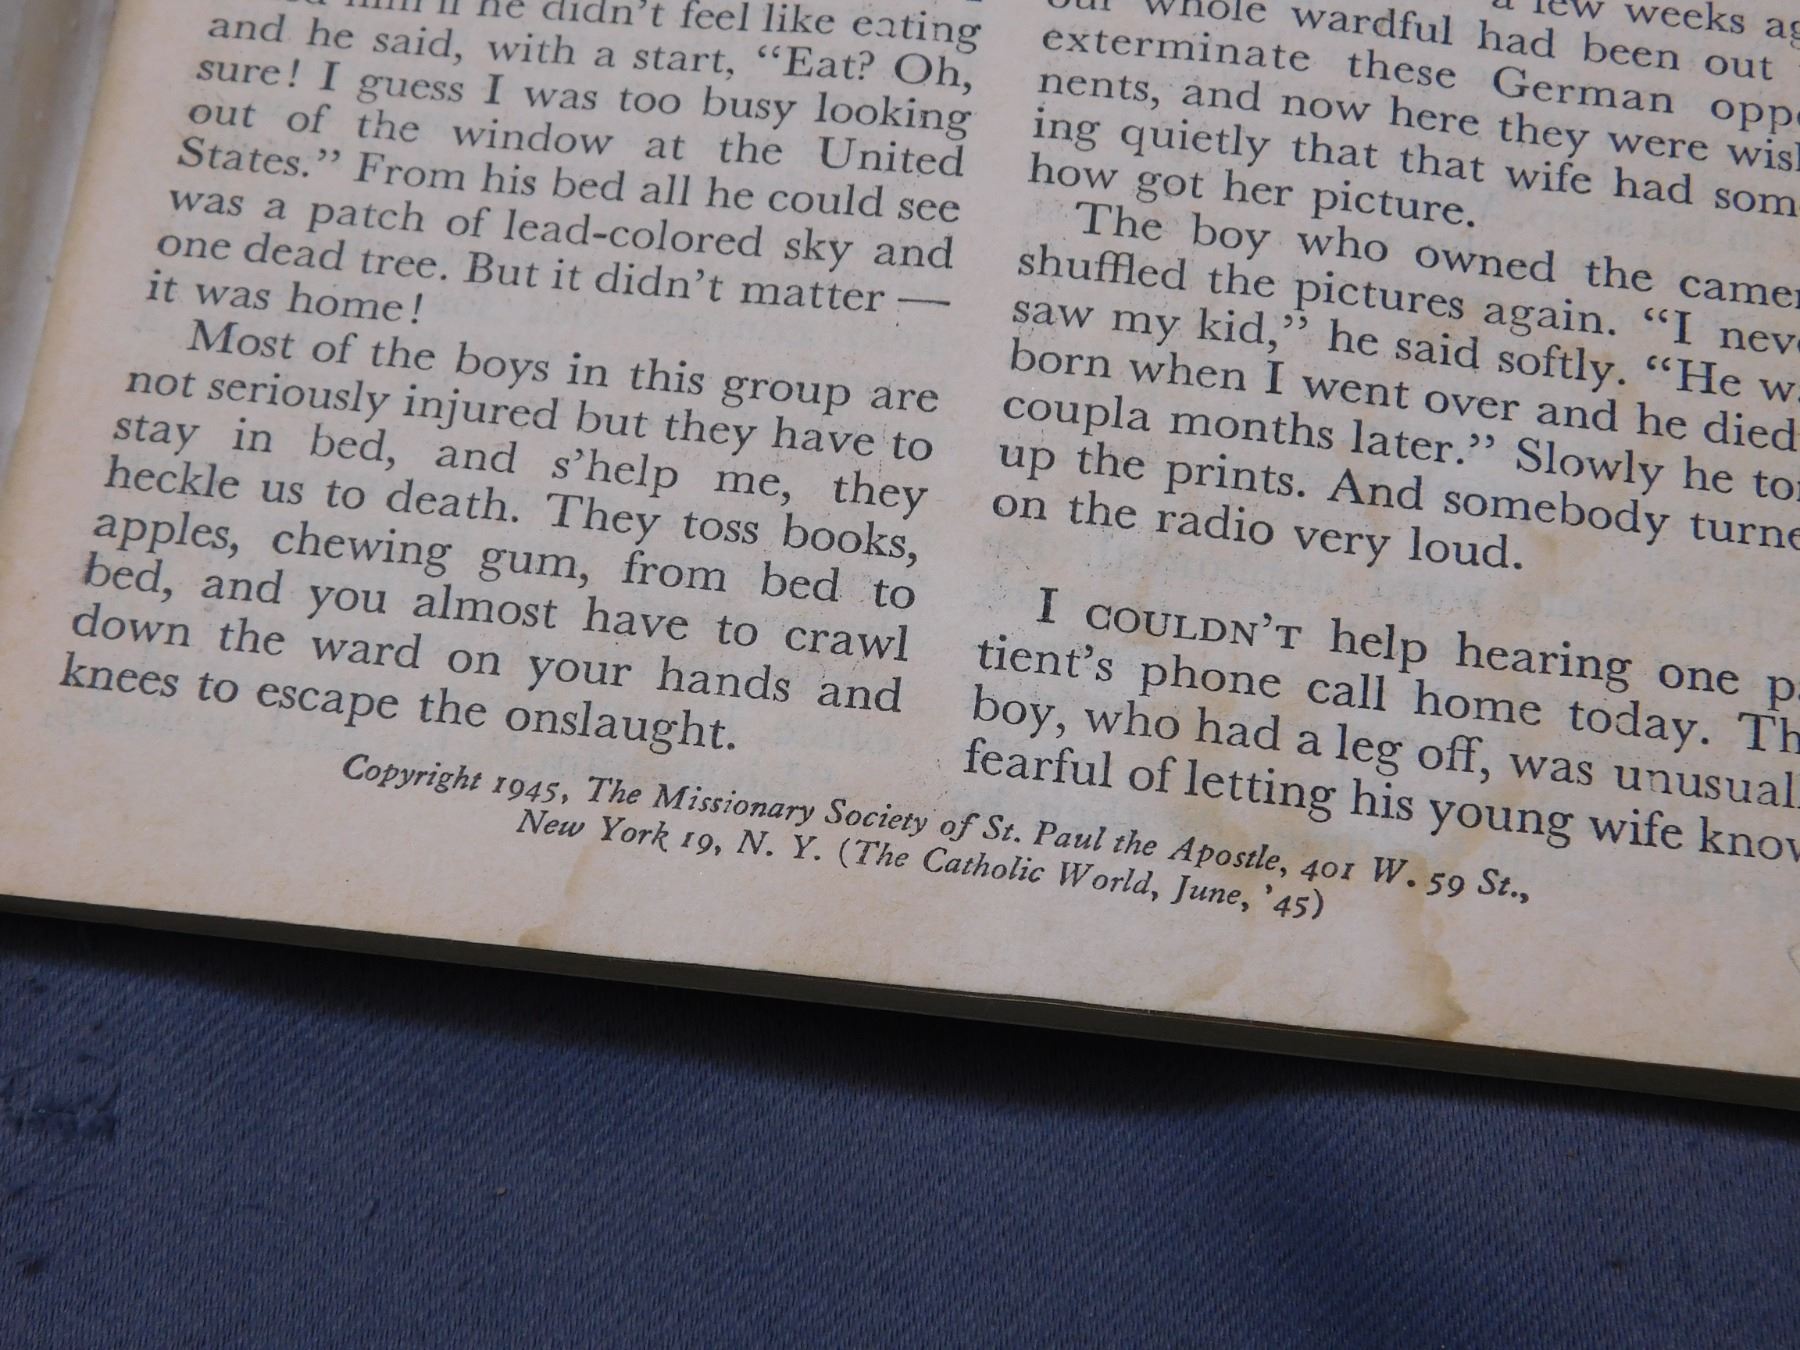 he didn't feel like eating
and he said, with a start, “Eat? Oh,
sure! I guess I was too busy looking
out of the window at the United
States.” From his bed all he could see
was a patch of lead-colored sky and
one dead tree. But it didn't matter —
it was home!
Most of the boys in this group are
not seriously injured but they have to
stay in bed, and s'help me, they
heckle us to death. They toss books,
apples, chewing gum, from bed to
bed, and you almost have to crawl
down the ward on your hands and
knees to escape the onslaught.
a few weeks
whole wardful had been out
exterminate these German
nents, and now here they were
ing quietly that that wife had
how got her picture.
The boy who owned the
shuffled the pictures again. “I
saw my kid,” he said softly. “He
born when I went over and he died
coupla months later.” Slowly he
up the prints. And somebody
on the radio very loud.
I COULDN'T help hearing one
tient's phone call home today.
boy, who had a leg off, was
fearful of letting his young wife
Copyright 1945, The Missionary Society of St. Paul the Apostle, 401 W. 59 St.,
New York 19, N. Y. (The Catholic World, June, '45)